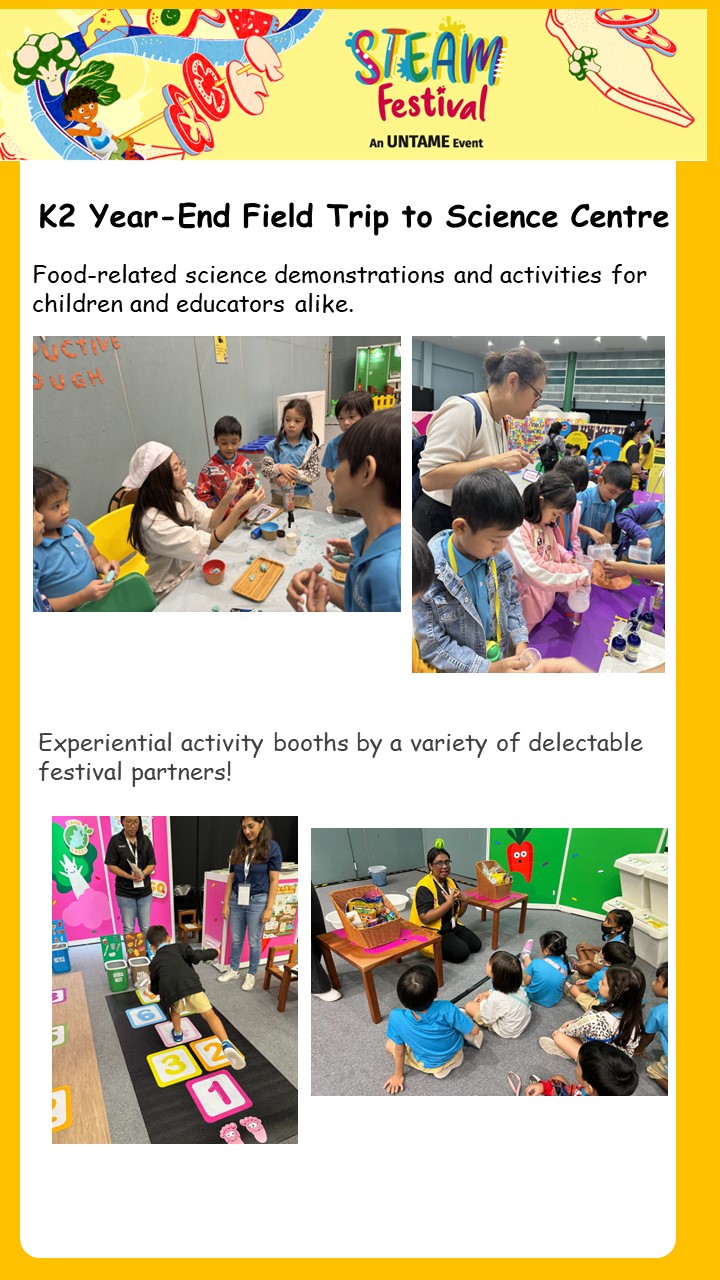 STEAM
Festival
An UNTAME Event
K2 Year-End Field Trip to Science Centre
Food-related science demonstrations and activities for
children and educators alike.
DUCTIVE
OUGH
Experiential activity booths by a variety of delectable
festival partners!
6
3
2
1